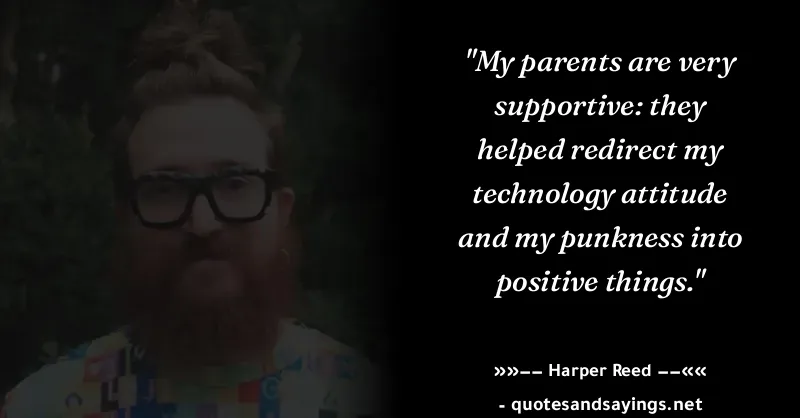 "My parents are very
supportive: they
helped redirect my
technology attitude
and my punkness into
positive things."
»»−− Harper Reed −−««
- quotesandsayings.net